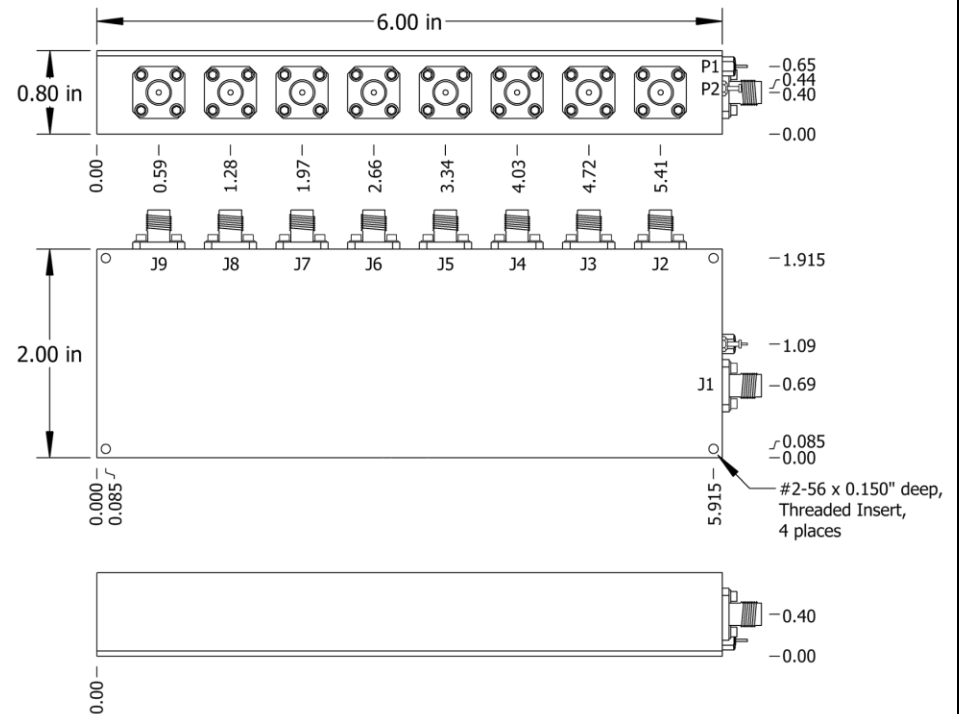 6.00 in
0.80 in
P1
P2
0.65
0.44
0.40
0.00
0.00
0.59
1.28
1.97
2.66
3.34
4.03
4.72
5.41
J9 J8 J7 J6 J5 J4 J3 J2
1.915
2.00 in
1.09
J1
0.69
0.085
0.00
0.000
0.085
5.915
#2-56 x 0.150" deep,
Threaded Insert,
4 places
0.40
0.00
0.00